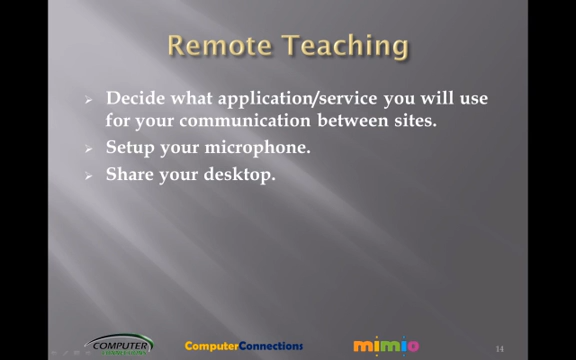 Remote Teaching
Decide what application/service you will use
for your communication between sites.
Setup your microphone.
Share your desktop.
COMPUTER
CONNECTIONS
ComputerConnections
mimio
14